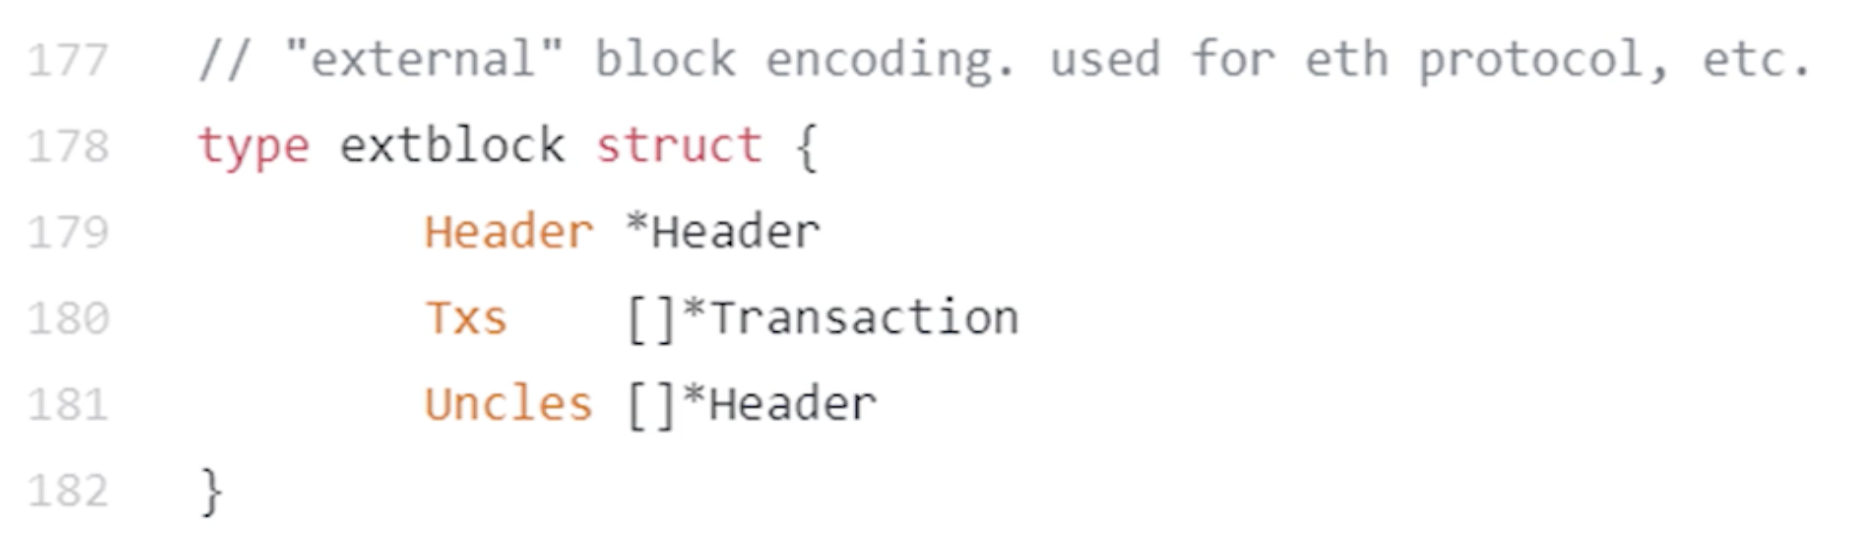 177 // "external" block encoding. used for eth protocol, etc.
178 type extblock struct {
179 Header *Header
180 Txs []*Transaction
181 Uncles []*Header
182 }